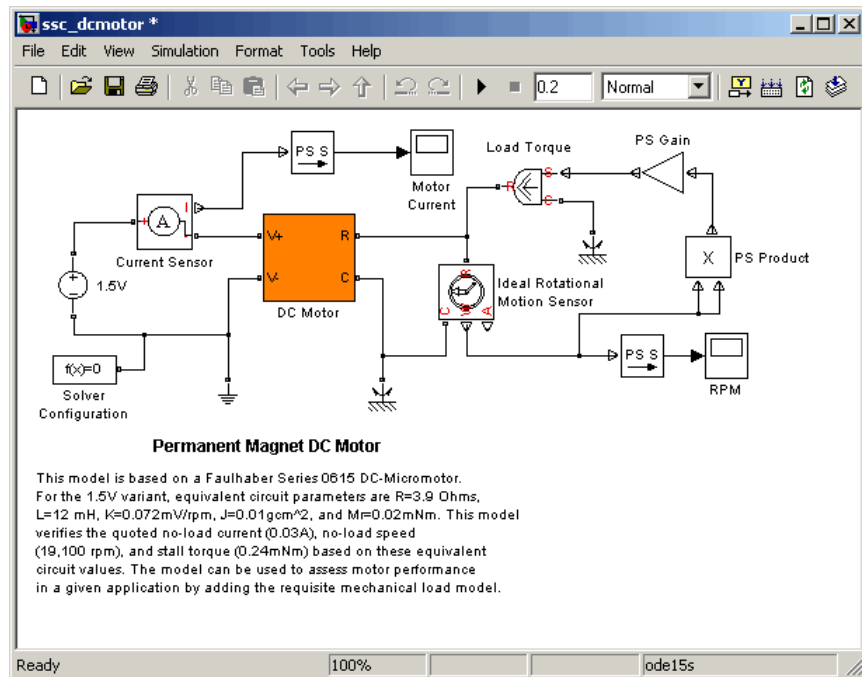 ssc_dcmotor *
File Edit View Simulation Format Tools Help
0.2 Normal
PS S
Load Torque
PS Gain
Motor
Current
S
R
C
I
+
A
-
Current Sensor
V+
R
V-
C
DC Motor
1.5V
R
C
W
A
Ideal Rotational
Motion Sensor
X
PS Product
PS S
RPM
f(x)=0
Solver
Configuration
Permanent Magnet DC Motor
This model is based on a Faulhaber Series 0615 DC-Micromotor.
For the 1.5V variant, equivalent circuit parameters are R=3.9 Ohms,
L=12 mH, K=0.072mV/rpm, J=0.01gcm^2, and Mr=0.02mNm. This model
verifies the quoted no-load current (0.03A), no-load speed
(19,100 rpm), and stall torque (0.24mNm) based on these equivalent
circuit values. The model can be used to assess motor performance
in a given application by adding the requisite mechanical load model.
Ready 100% ode15s